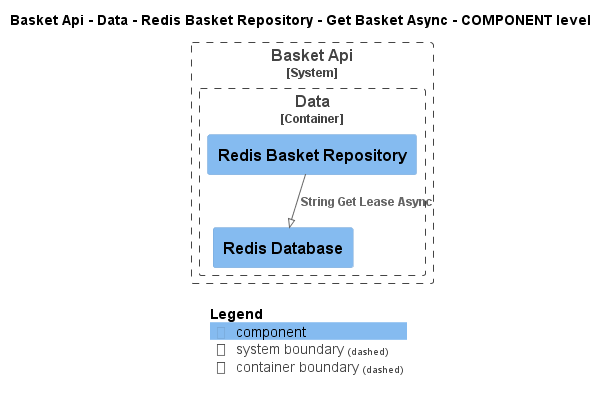 Basket Api - Data - Redis Basket Repository - Get Basket Async - COMPONENT level
Basket Api
[System]
Data
[Container]
Redis Basket Repository
String Get Lease Async
Redis Database
Legend
component
system boundary (dashed)
container boundary (dashed)